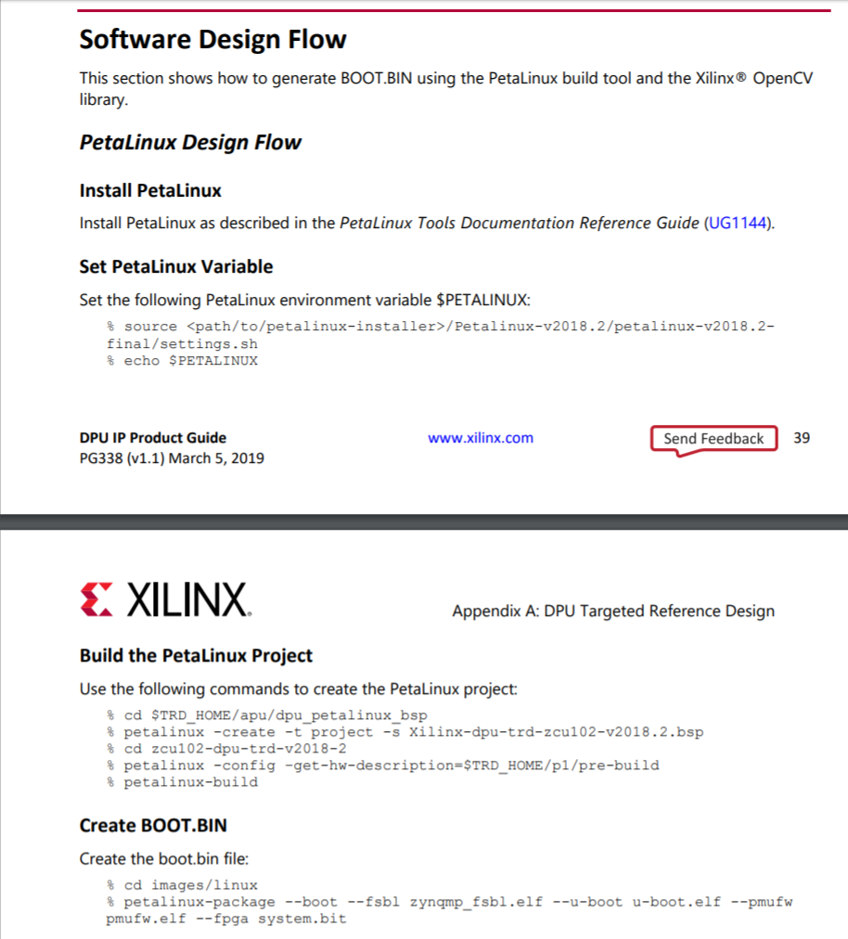 Software Design Flow
This section shows how to generate BOOT.BIN using the PetaLinux build tool and the Xilinx® OpenCV
library.
PetaLinux Design Flow
Install PetaLinux
Install PetaLinux as described in the PetaLinux Tools Documentation Reference Guide (UG1144).
Set PetaLinux Variable
Set the following PetaLinux environment variable $PETALINUX:
% source <path/to/petalinux-installer>/Petalinux-v2018.2/petalinux-v2018.2-
final/settings.sh
% echo $PETALINUX
DPU IP Product Guide www.xilinx.com Send Feedback 39
PG338 (v1.1) March 5, 2019
XILINX.
Appendix A: DPU Targeted Reference Design
Build the PetaLinux Project
Use the following commands to create the PetaLinux project:
% cd $TRD_HOME/apu/dpu_petalinux_bsp
% petalinux -create -t project -s Xilinx-dpu-trd-zcu102-v2018.2.bsp
% cd zcu102-dpu-trd-v2018-2
% petalinux -config -get-hw-description=$TRD_HOME/p1/pre-build
% petalinux-build
Create BOOT.BIN
Create the boot.bin file:
% cd images/linux
% petalinux-package --boot --fsbl zynqmp_fsbl.elf --u-boot u-boot.elf --pmufw
pmufw.elf --fpga system.bit